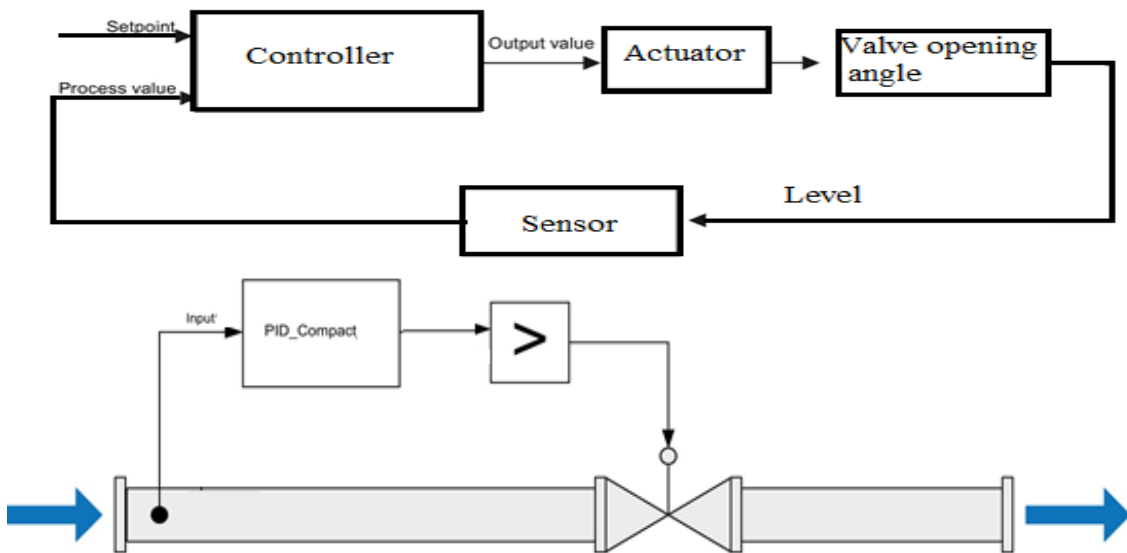 Setpoint
Controller
Output value
Actuator
Valve opening
angle
Process value
Level
Sensor
Input'
PID_Compact
>